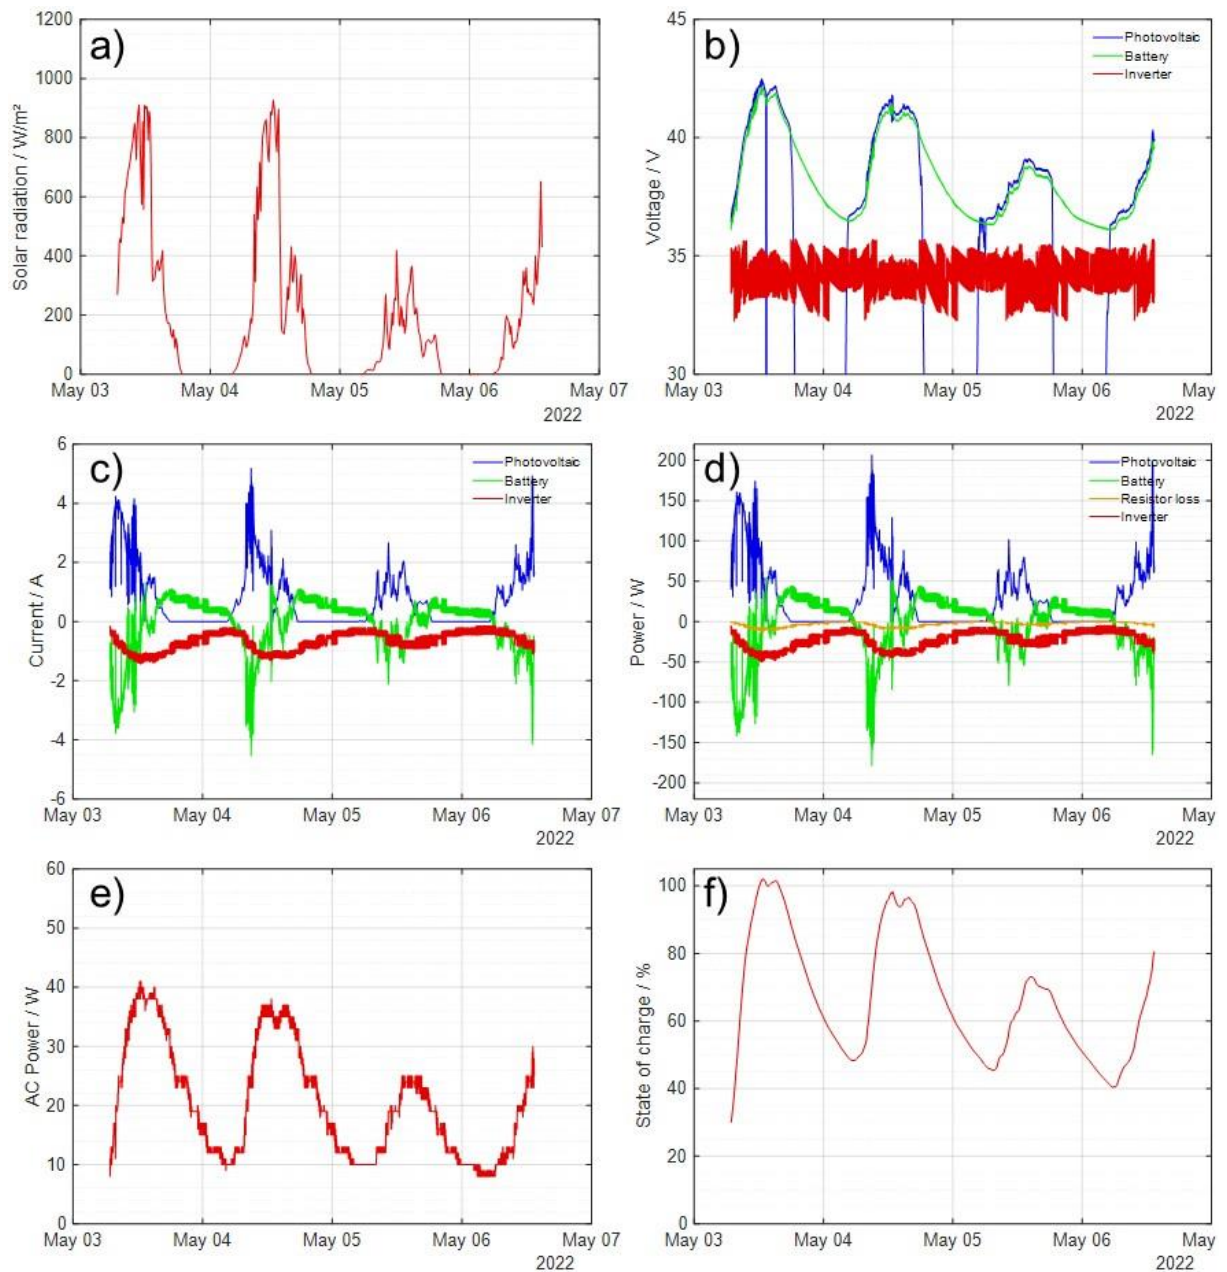 a)
1200
1000
800
600
400
200
0
Solar radiation / W/m²
May 03
May 04
May 05
May 06
May 07
2022
b)
Photovoltaic
Battery
Inverter
45
40
35
30
Voltage / V
May 03
May 04
May 05
May 06
May
2022
c)
Photovoltaic
Battery
Inverter
6
4
2
0
-2
-4
-6
Current / A
May 03
May 04
May 05
May 06
May 07
2022
d)
Photovoltaic
Battery
Resistor loss
Inverter
200
150
100
50
0
-50
-100
-150
-200
Power / W
May 03
May 04
May 05
May 06
May
2022
e)
60
50
40
30
20
10
0
AC Power / W
May 03
May 04
May 05
May 06
May 07
2022
f)
100
80
60
40
20
0
State of charge / %
May 03
May 04
May 05
May 06
May
2022